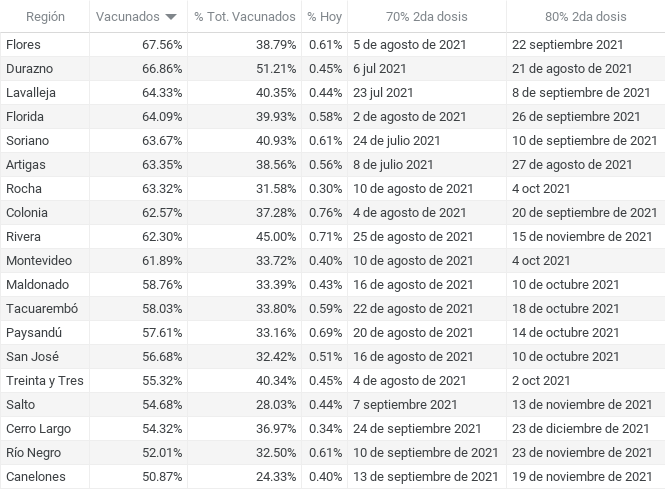 Región Vacunados % Tot. Vacunados % Hoy 70% 2da dosis 80% 2da dosis
Flores 67.56% 38.79% 0.61% 5 de agosto de 2021 22 septiembre 2021
Durazno 66.86% 51.21% 0.45% 6 jul 2021 21 de agosto de 2021
Lavalleja 64.33% 40.35% 0.44% 23 jul 2021 8 de septiembre de 2021
Florida 64.09% 39.93% 0.58% 2 de agosto de 2021 26 de septiembre 2021
Soriano 63.67% 40.93% 0.61% 24 de julio 2021 10 de septiembre de 2021
Artigas 63.35% 38.56% 0.56% 8 de julio 2021 27 de agosto de 2021
Rocha 63.32% 31.58% 0.30% 10 de agosto de 2021 4 oct 2021
Colonia 62.57% 37.28% 0.76% 4 de agosto de 2021 20 de septiembre de 2021
Rivera 62.30% 45.00% 0.71% 25 de agosto de 2021 15 de noviembre de 2021
Montevideo 61.89% 33.72% 0.40% 10 de agosto de 2021 4 oct 2021
Maldonado 58.76% 33.39% 0.43% 16 de agosto de 2021 10 de octubre 2021
Tacuarembó 58.03% 33.80% 0.59% 22 de agosto de 2021 18 de octubre 2021
Paysandú 57.61% 33.16% 0.69% 20 de agosto de 2021 14 de octubre 2021
San José 56.68% 32.42% 0.51% 16 de agosto de 2021 10 de octubre 2021
Treinta y Tres 55.32% 40.34% 0.45% 4 de agosto de 2021 2 oct 2021
Salto 54.68% 28.03% 0.44% 7 septiembre 2021 13 de noviembre de 2021
Cerro Largo 54.32% 36.97% 0.34% 24 de septiembre 2021 23 de diciembre 2021
Río Negro 52.01% 32.50% 0.61% 10 de septiembre de 2021 23 de noviembre 2021
Canelones 50.87% 24.33% 0.40% 13 de septiembre de 2021 19 de noviembre de 2021